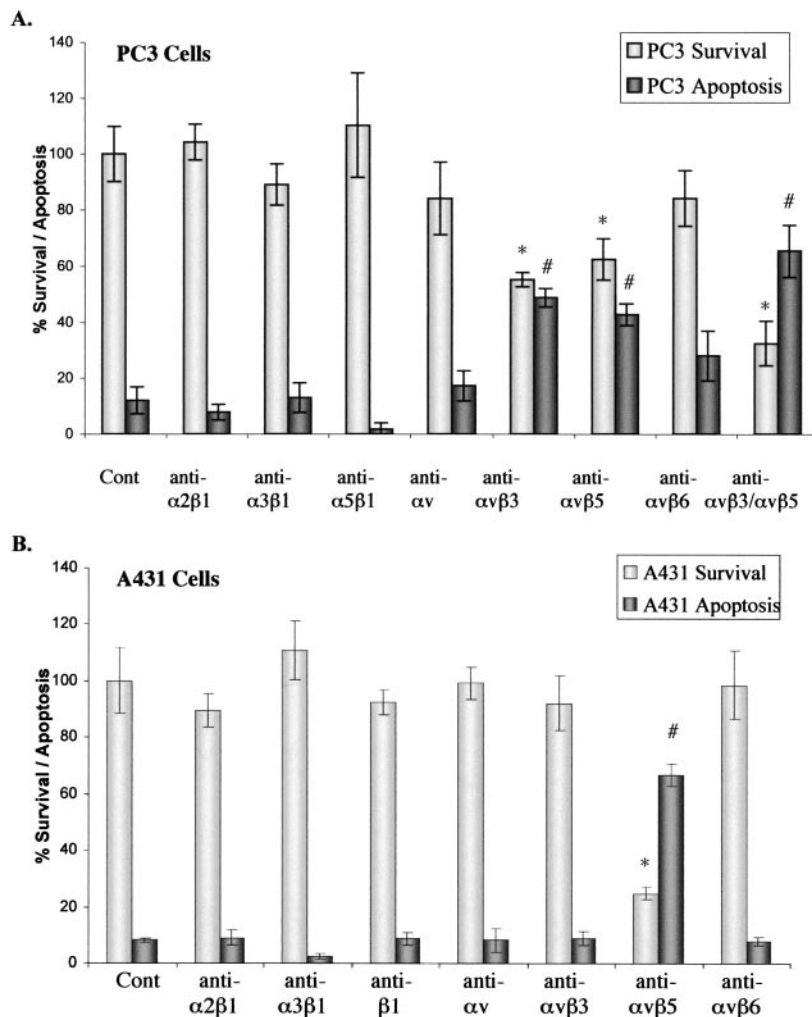 A.
PC3 Cells
PC3 Survival
PC3 Apoptosis
% Survival / Apoptosis
140
120
100
80
60
40
20
0
*
#
*
#
#
*
Cont anti- anti- anti- anti- anti- anti- anti- anti-
α2β1 α3β1 α5β1 αv αvβ3 αvβ5 αvβ6 αvβ3/αvβ5
B.
A431 Cells
A431 Survival
A431 Apoptosis
% Survival / Apoptosis
140
120
100
80
60
40
20
0
*
#
Cont anti- anti- anti- anti- anti- anti- anti-
α2β1 α3β1 β1 αv αvβ3 αvβ5 αvβ6